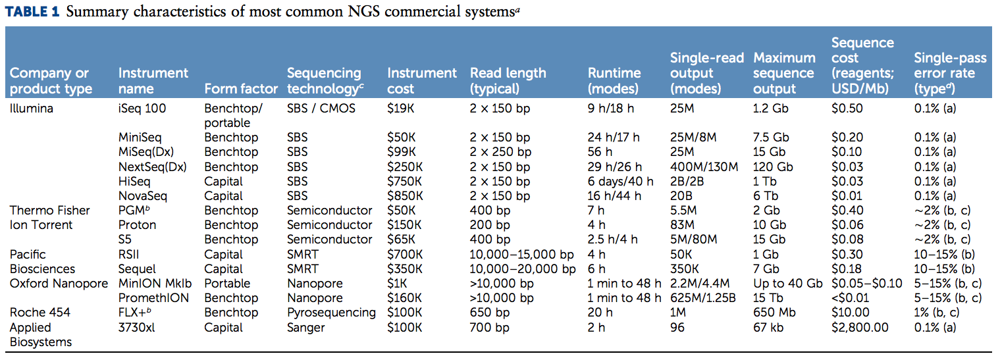 TABLE 1 Summary characteristics of most common NGS commercial systemsa
Company or product type Instrument name Form factor Sequencing technologyc Instrument cost Read length (typical) Runtime (modes) Single-read output (modes) Maximum sequence output Sequence cost (reagents; USD/Mb) Single-pass error rate (typed)
Illumina iSeq 100 Benchtop/ portable SBS / CMOS $19K 2 × 150 bp 9 h/18 h 25M 1.2 Gb $0.50 0.1% (a)
MiniSeq Benchtop SBS $50K 2 × 150 bp 24 h/17 h 25M/8M 7.5 Gb $0.20 0.1% (a)
MiSeq(Dx) Benchtop SBS $99K 2 × 250 bp 56 h 25M 15 Gb $0.10 0.1% (a)
NextSeq(Dx) Benchtop SBS $250K 2 × 150 bp 29 h/26 h 400M/130M 120 Gb $0.03 0.1% (a)
HiSeq Capital SBS $750K 2 × 150 bp 6 days/40 h 2B/2B 1 Tb $0.03 0.1% (a)
NovaSeq Capital SBS $850K 2 × 150 bp 16 h/44 h 20B 6 Tb $0.01 0.1% (a)
Thermo Fisher PGMb Benchtop Semiconductor $50K 400 bp 7 h 5.5M 2 Gb $0.40 ~2% (b, c)
Ion Torrent Proton Benchtop Semiconductor $150K 200 bp 4 h 83M 10 Gb $0.06 ~2% (b, c)
S5 Benchtop Semiconductor $65K 400 bp 2.5 h/4 h 5M/80M 15 Gb $0.08 ~2% (b, c)
Pacific RSII Capital SMRT $700K 10,000–15,000 bp 4 h 50K 1 Gb $0.30 10–15% (b)
Biosciences Sequel Capital SMRT $350K 10,000–20,000 bp 6 h 350K 7 Gb $0.18 10–15% (b)
Oxford Nanopore MinION MkIb Portable Nanopore $1K >10,000 bp 1 min to 48 h 2.2M/4.4M Up to 40 Gb $0.05–$0.10 5–15% (b, c)
PromethION Benchtop Nanopore $160K >10,000 bp 1 min to 48 h 625M/1.25B 15 Tb <$0.01 5–15% (b, c)
Roche 454 FLX+b Benchtop Pyrosequencing $100K 650 bp 20 h 1M 650 Mb $10.00 1% (b, c)
Applied Biosystems 3730xl Capital Sanger $100K 700 bp 2 h 96 67 kb $2,800.00 0.1% (a)